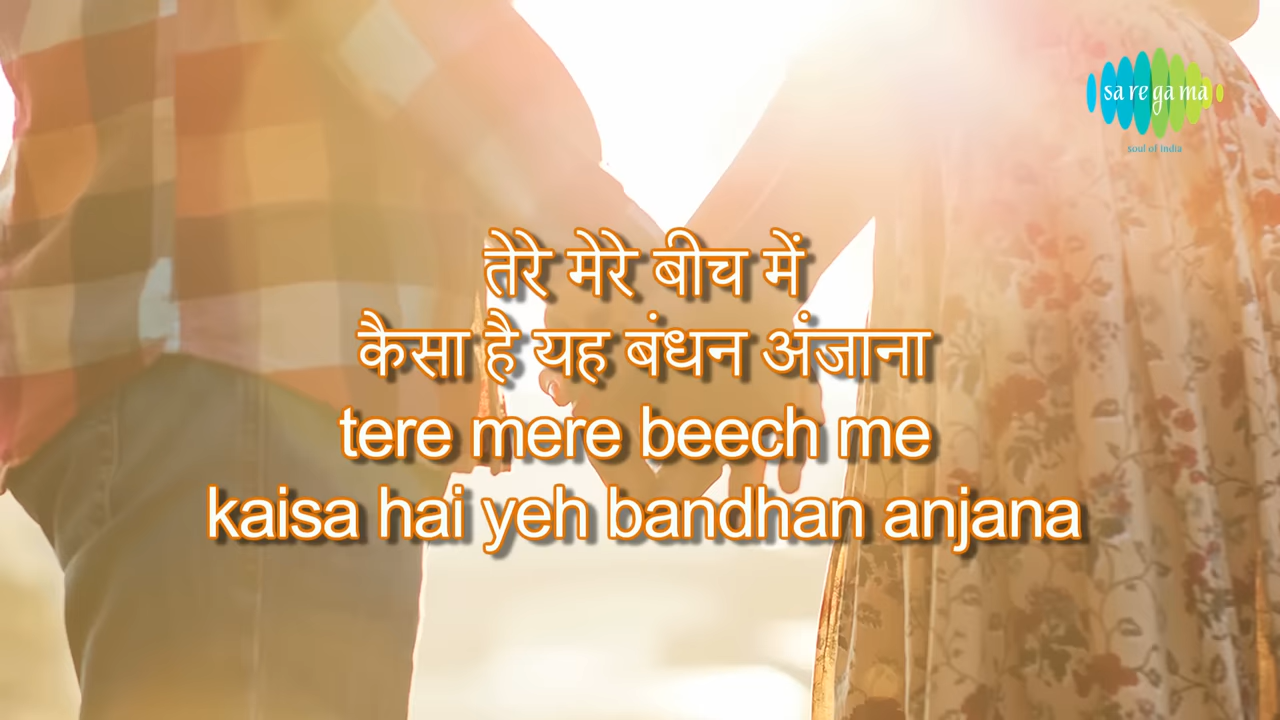 sa re ga ma
soul of India
तेरे मेरे बीच में
कैसा है यह बंधन अंजाना
tere mere beech me
kaisa hai yeh bandhan anjana